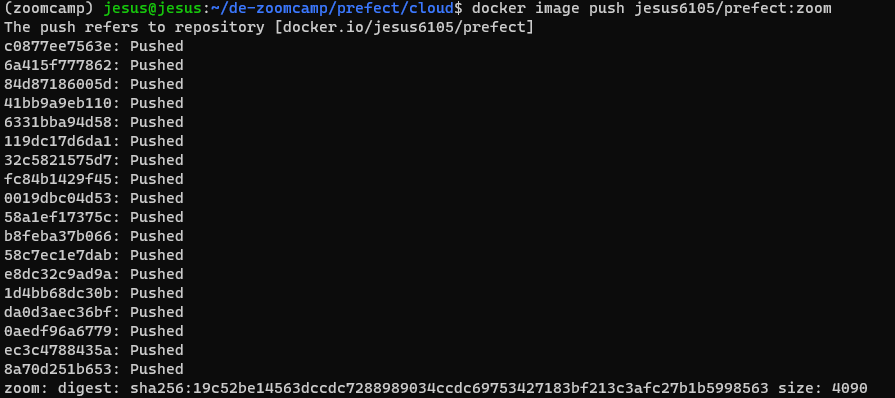 (zoomcamp) jesus@jesus:~/de-zoomcamp/prefect/cloud$ docker image push jesus6105/prefect:zoom
The push refers to repository [docker.io/jesus6105/prefect]
c0877ee7563e: Pushed
6a415f777862: Pushed
84d87186005d: Pushed
41bb9a9eb110: Pushed
6331bba94d58: Pushed
119dc17d6da1: Pushed
32c5821575d7: Pushed
fc84b1429f45: Pushed
0019dbc04d53: Pushed
58a1ef17375c: Pushed
b8feba37b066: Pushed
58c7ec1e7dab: Pushed
e8dc32c9ad9a: Pushed
1d4bb68dc30b: Pushed
da0d3aec36bf: Pushed
0aedf96a6779: Pushed
ec3c4788435a: Pushed
8a70d251b653: Pushed
zoom: digest: sha256:19c52be14563dccdc7288989034ccdc69753427183bf213c3afc27b1b5998563 size: 4090